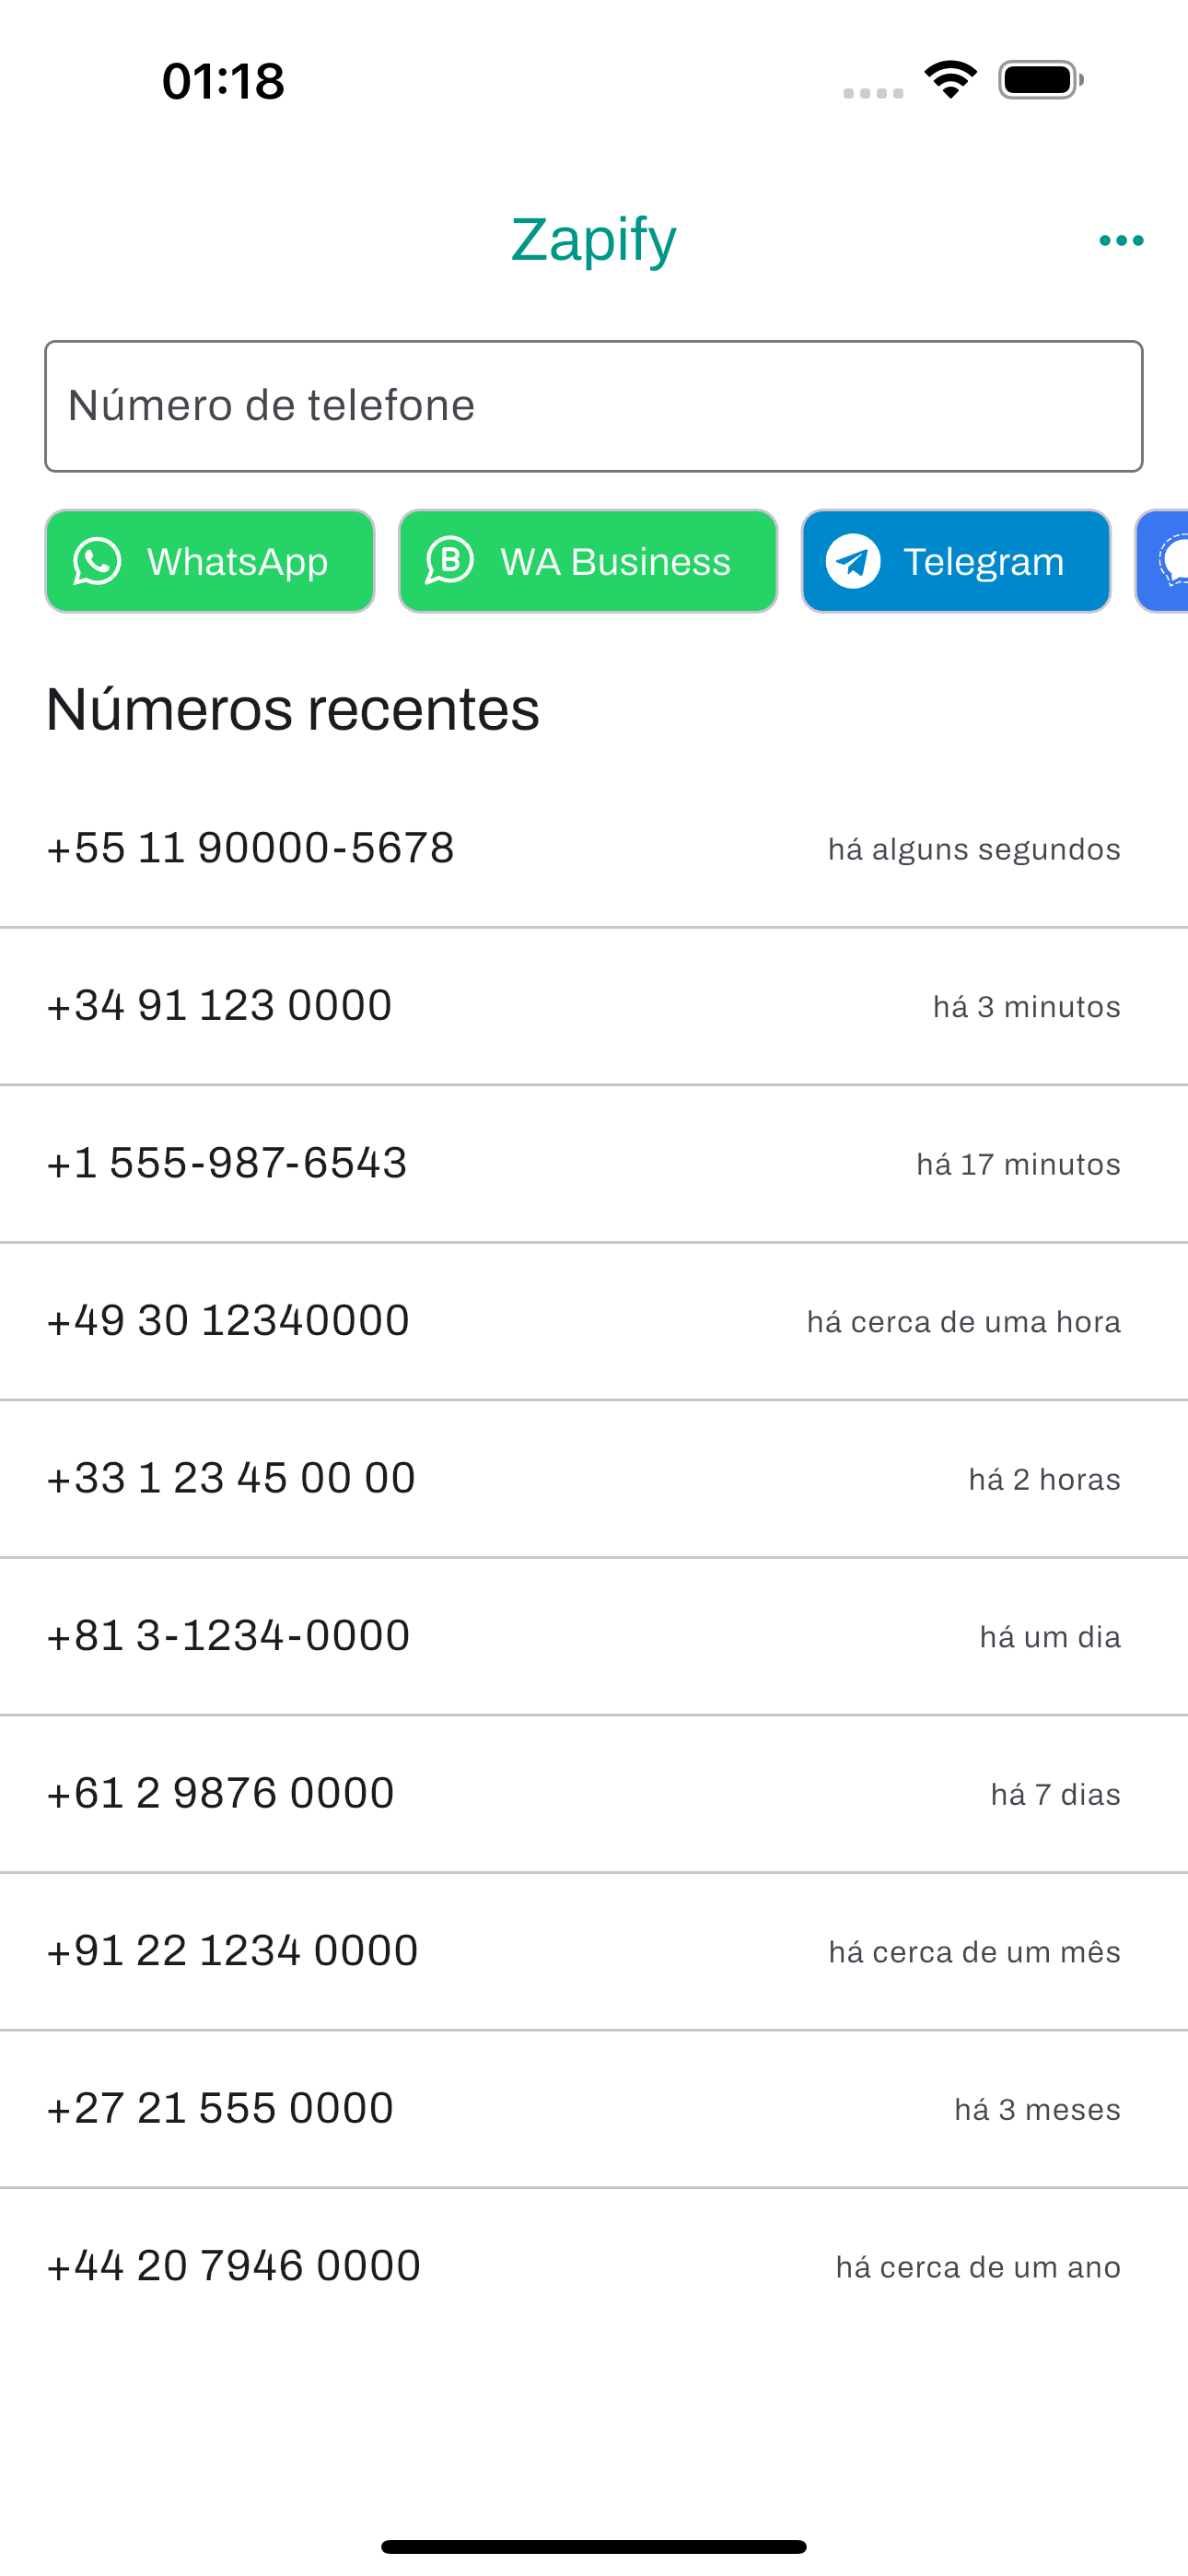 01:18
Zapify
Número de telefone
WhatsApp WA Business Telegram
Números recentes
+55 11 90000-5678 há alguns segundos
+34 91 123 0000 há 3 minutos
+1 555-987-6543 há 17 minutos
+49 30 12340000 há cerca de uma hora
+33 1 23 45 00 00 há 2 horas
+81 3-1234-0000 há um dia
+61 2 9876 0000 há 7 dias
+91 22 1234 0000 há cerca de um mês
+27 21 555 0000 há 3 meses
+44 20 7946 0000 há cerca de um ano